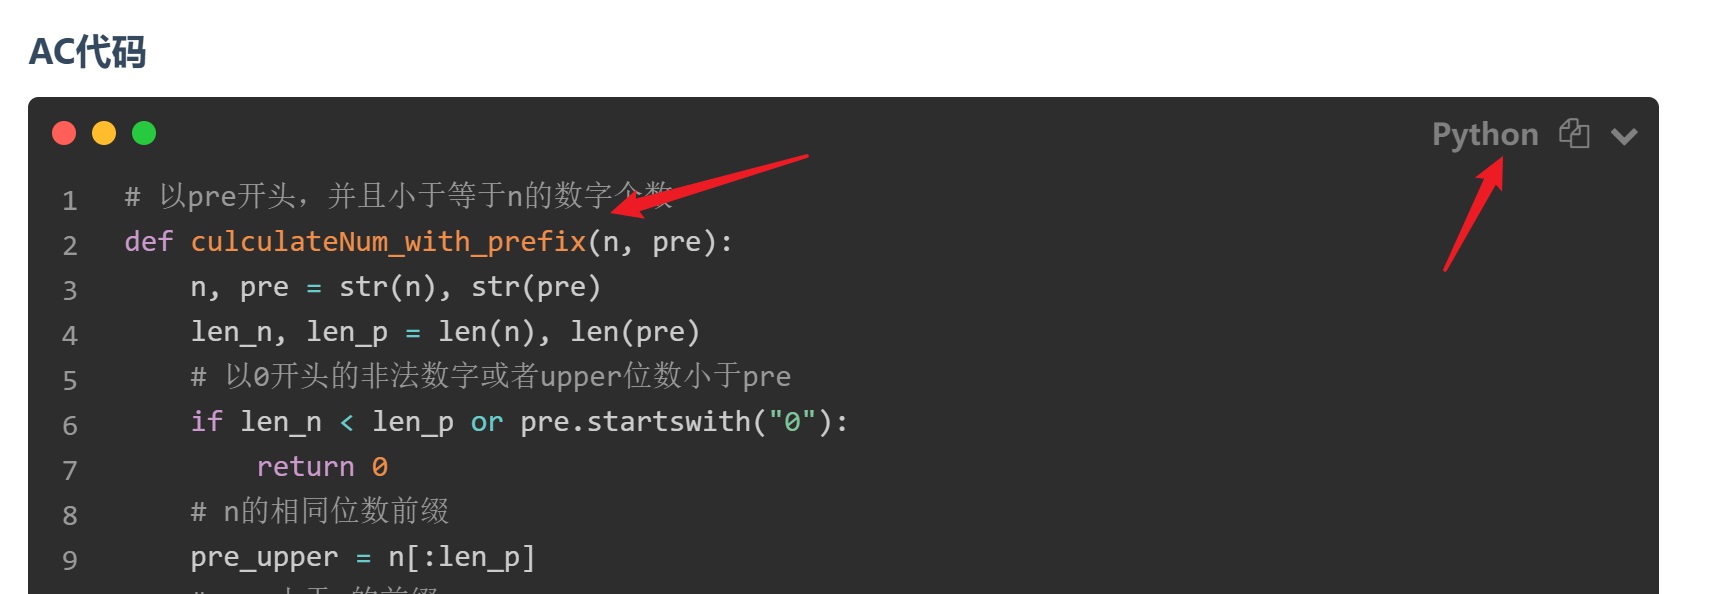 AC代码
Python
1 # 以pre开头，并且小于等于n的数字个数
2 def culculateNum_with_prefix(n, pre):
3 n, pre = str(n), str(pre)
4 len_n, len_p = len(n), len(pre)
5 # 以0开头的非法数字或者upper位数小于pre
6 if len_n < len_p or pre.startswith("0"):
7 return 0
8 # n的相同位数前缀
9 pre_upper = n[:len_p]